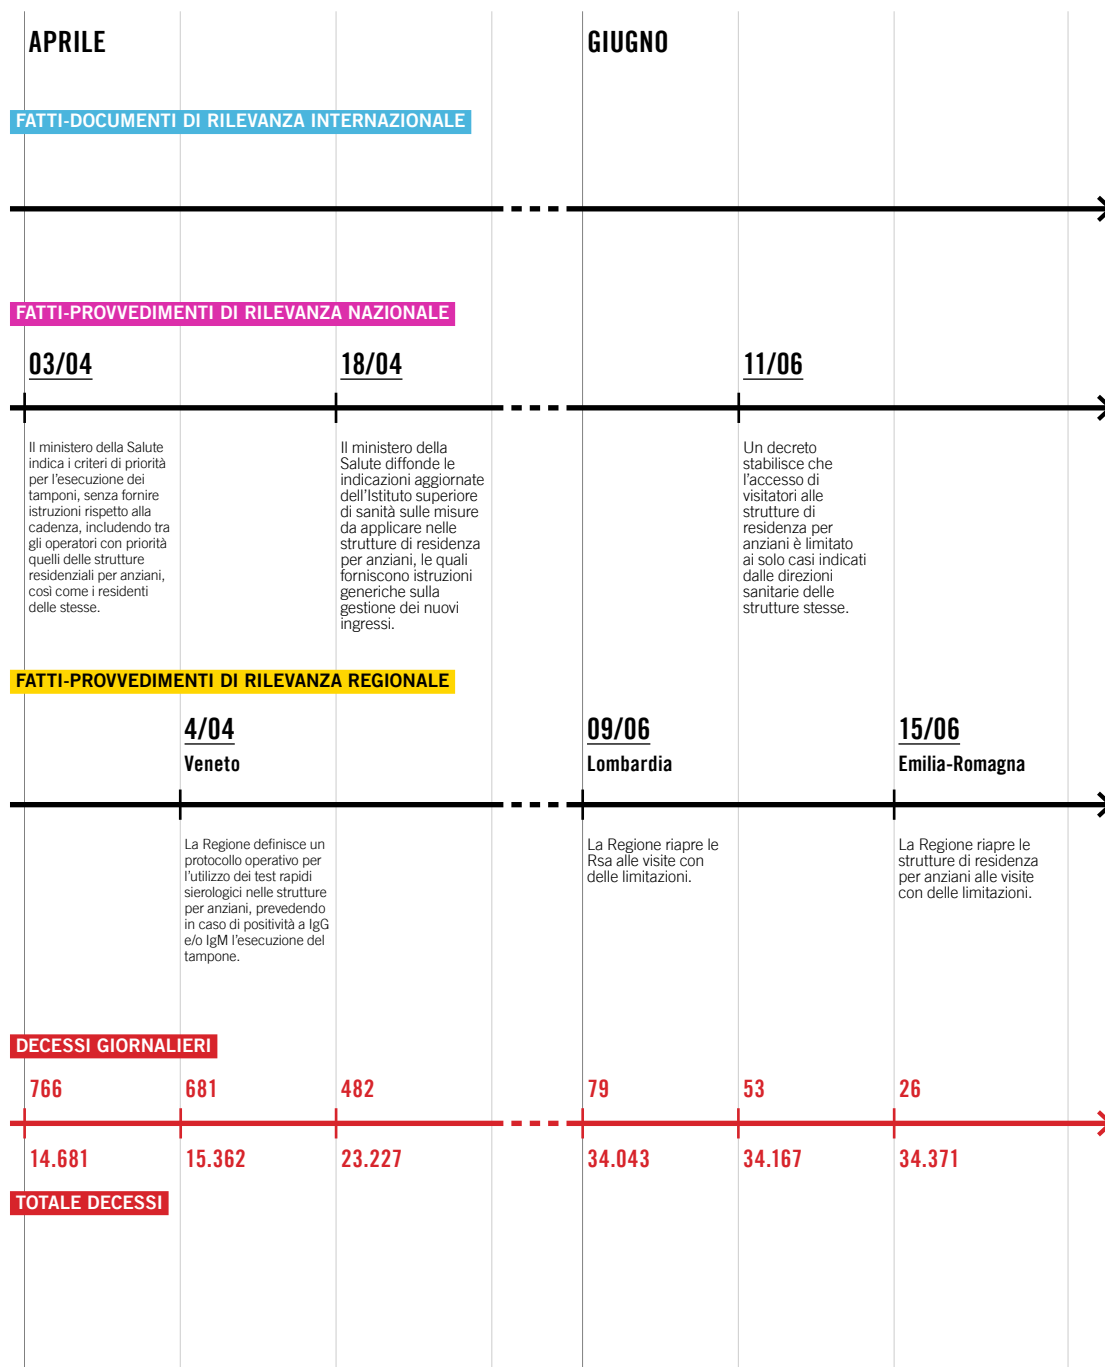 APRILE
GIUGNO
FATTI-DOCUMENTI DI RILEVANZA INTERNAZIONALE
FATTI-PROVVEDIMENTI DI RILEVANZA NAZIONALE
03/04
Il ministero della Salute
indica i criteri di priorità
per l'esecuzione dei
tamponi, senza fornire
istruzioni rispetto alla
cadenza, includendo tra
gli operatori con priorità
quelli delle strutture
residenziali per anziani,
così come i residenti
delle stesse.
18/04
Il ministero della
Salute diffonde le
indicazioni aggiornate
dell'Istituto superiore
di sanità sulle misure
da applicare nelle
strutture di residenza
per anziani, le quali
forniscono istruzioni
generiche sulla
gestione dei nuovi
ingressi.
11/06
Un decreto
stabilisce che
l'accesso di
visitatori alle
strutture di
residenza per
anziani è limitato
ai solo casi indicati
dalle direzioni
sanitarie delle
strutture stesse.
FATTI-PROVVEDIMENTI DI RILEVANZA REGIONALE
4/04
Veneto
La Regione definisce un
protocollo operativo per
l'utilizzo dei test rapidi
sierologici nelle strutture
per anziani, prevedendo
in caso di positività a IgG
e/o IgM l'esecuzione del
tampone.
09/06
Lombardia
La Regione riapre le
Rsa alle visite con
delle limitazioni.
15/06
Emilia-Romagna
La Regione riapre le
strutture di residenza
per anziani alle visite
con delle limitazioni.
DECESSI GIORNALIERI
766 681 482 79 53 26
14.681 15.362 23.227 34.043 34.167 34.371
TOTALE DECESSI